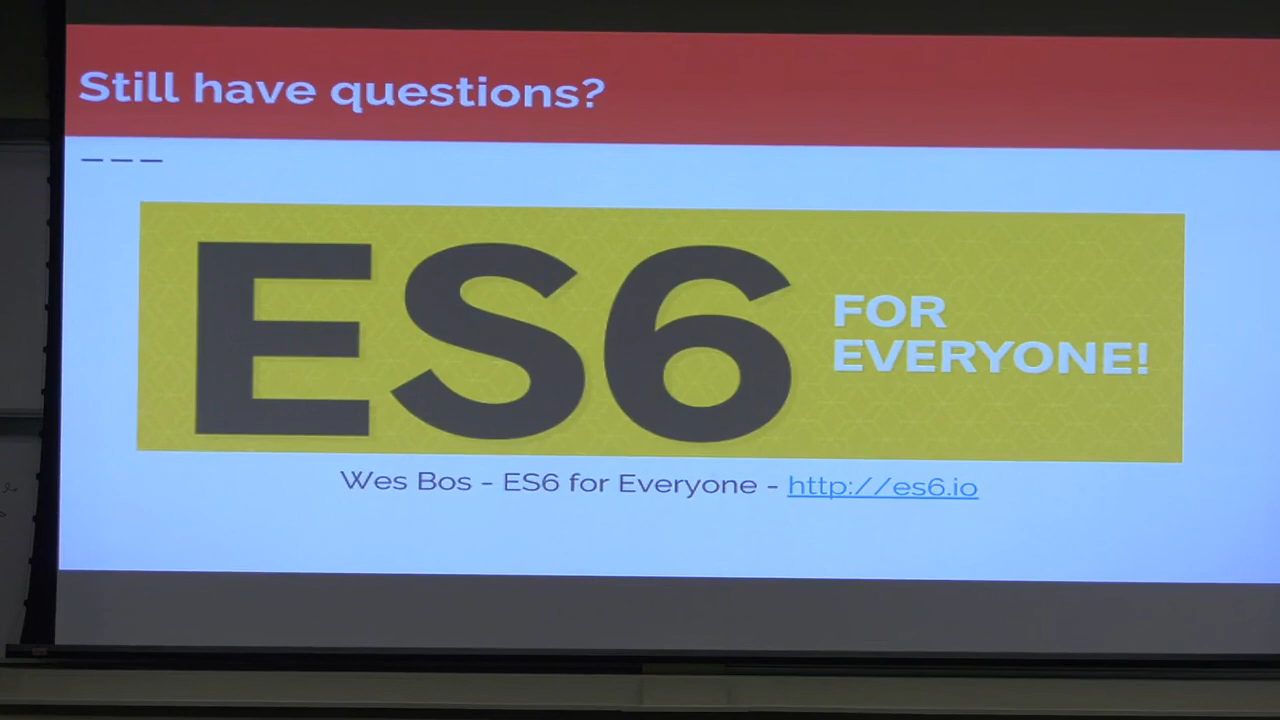 Still have questions?
ES6 FOR
EVERYONE!
Wes Bos - ES6 for Everyone - http://es6.io